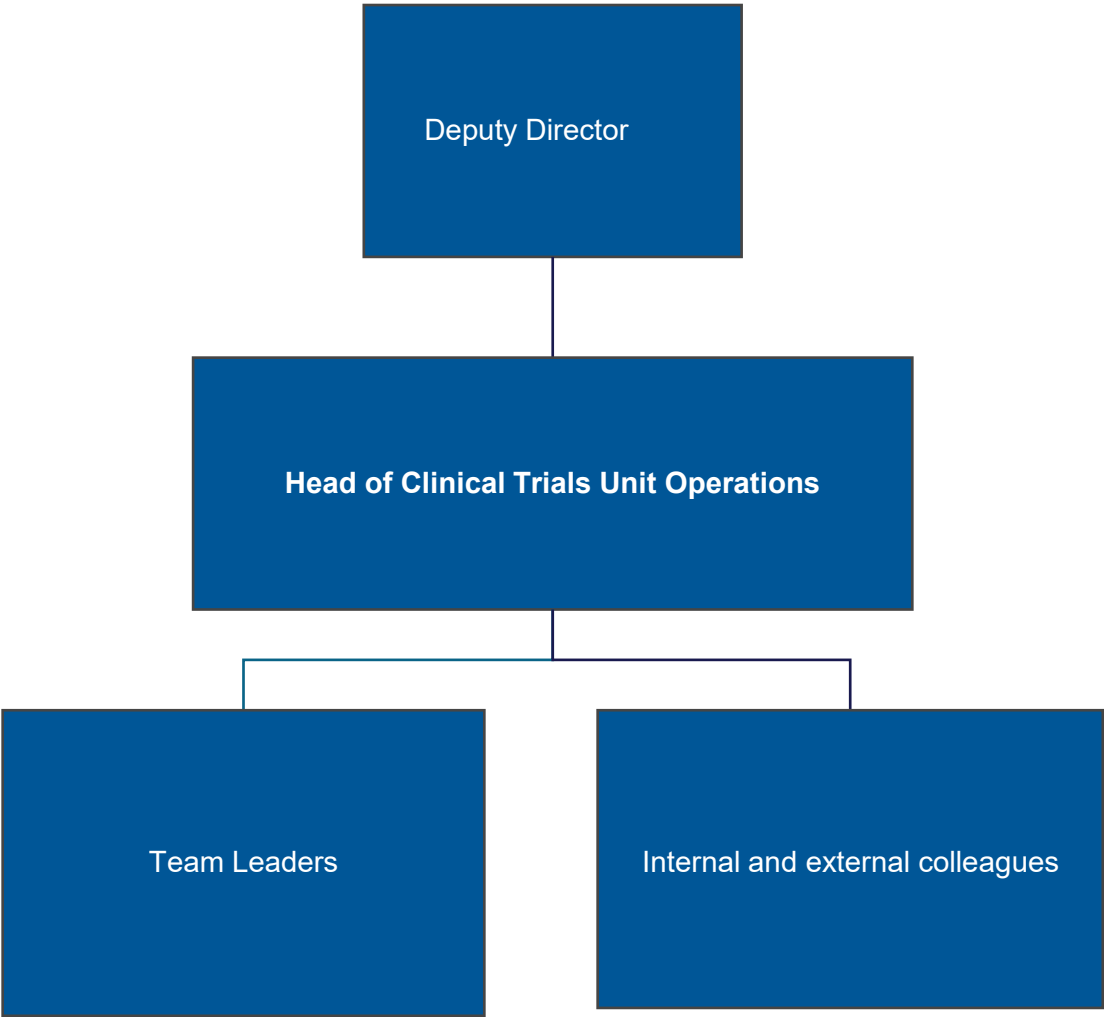 Deputy Director
Head of Clinical Trials Unit Operations
Team Leaders
Internal and external colleagues